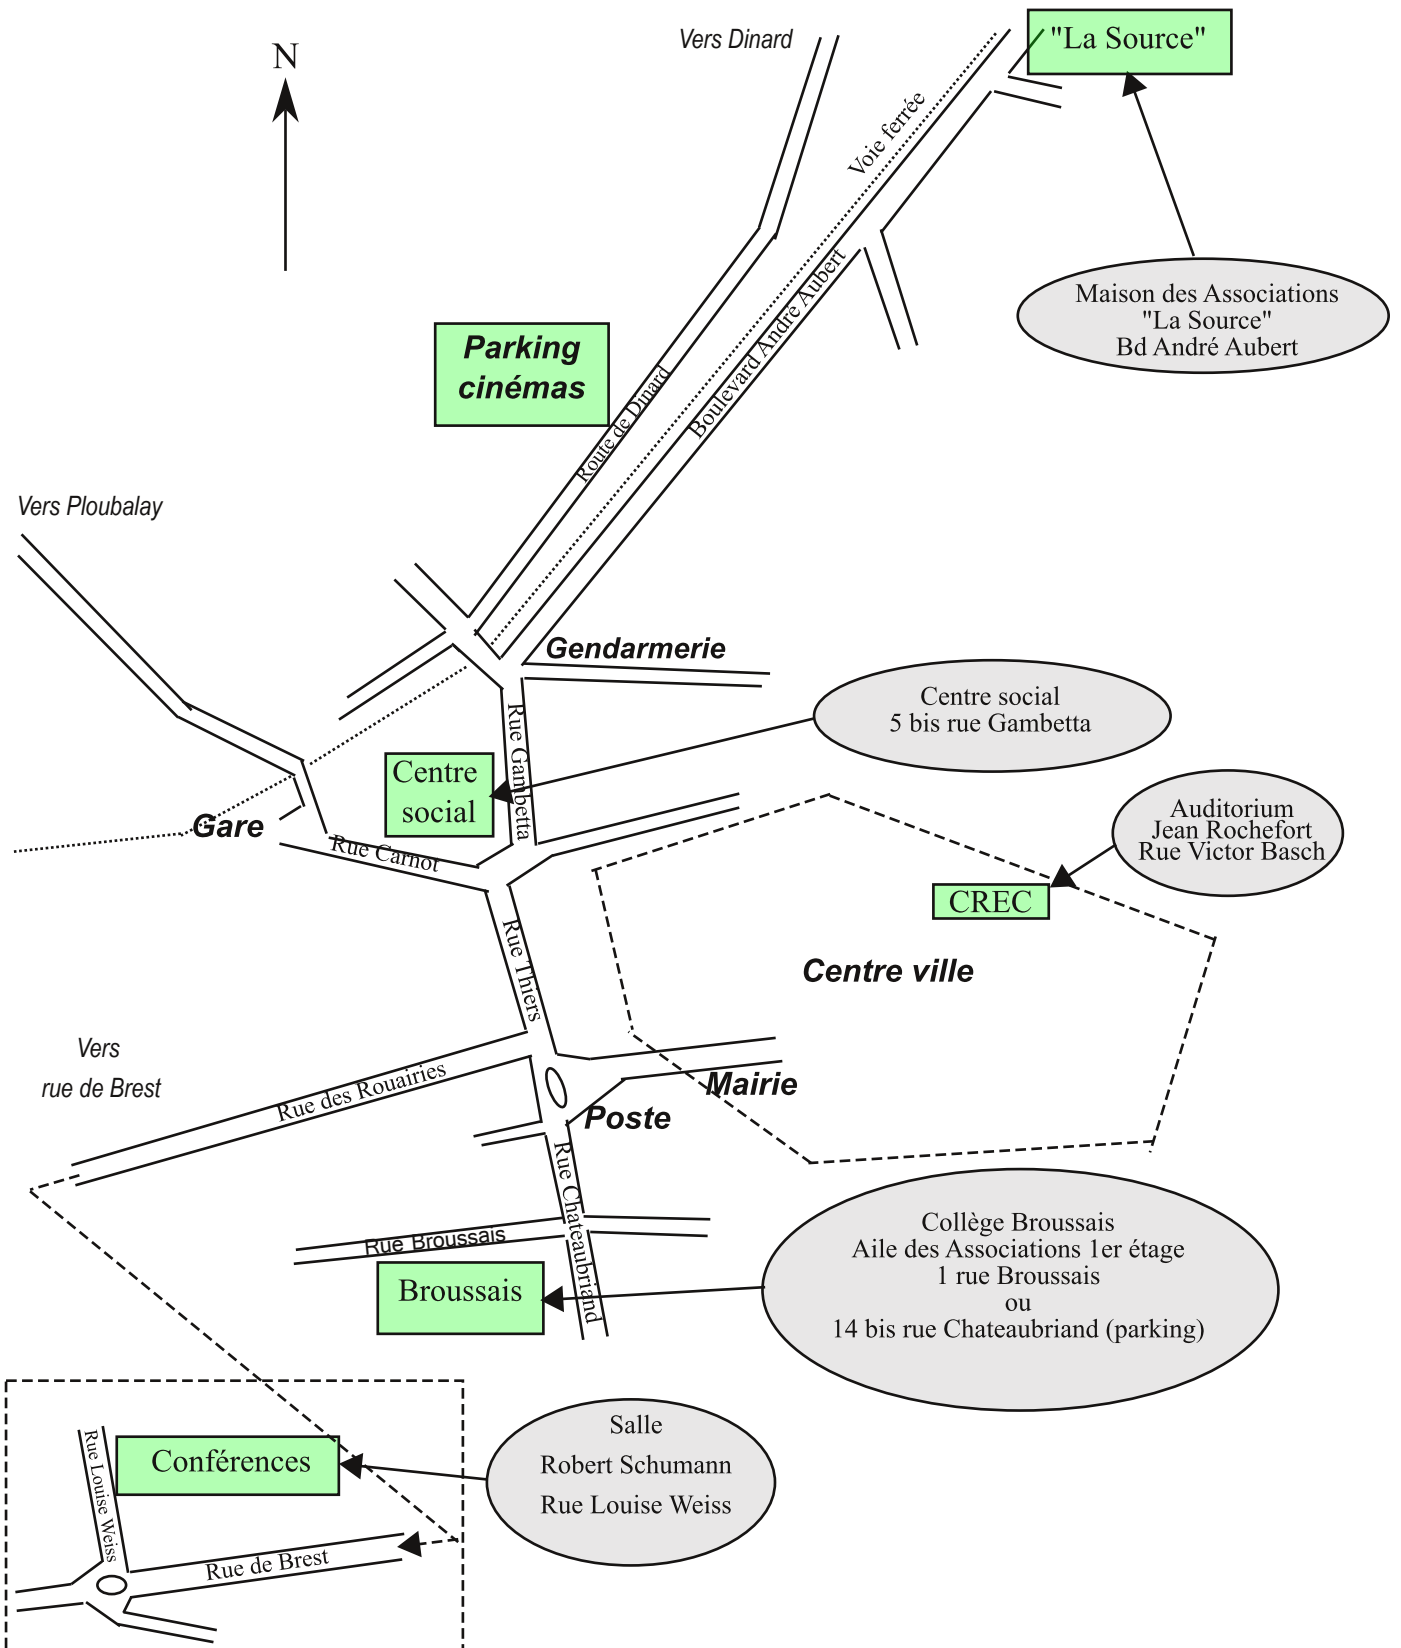 "La Source"
Vers Dinard
N
Voie ferrée
Maison des Associations
"La Source"
Bd André Aubert
Parking
cinémas
Boulevard André Aubert
Route de Dinard
Vers Ploubalay
Gendarmerie
Centre social
5 bis rue Gambetta
Rue Gambetta
Centre
social
Auditorium
Jean Rochefort
Rue Victor Basch
Gare
Rue Carnot
CREC
Centre ville
Rue Thiers
Vers
rue de Brest
Rue des Rouairies
Mairie
Poste
Rue Chateaubriand
Rue Broussais
Broussais
Collège Broussais
Aile des Associations 1er étage
1 rue Broussais
ou
14 bis rue Chateaubriand (parking)
Rue Louise Weiss
Conférences
Salle
Robert Schumann
Rue Louise Weiss
Rue de Brest